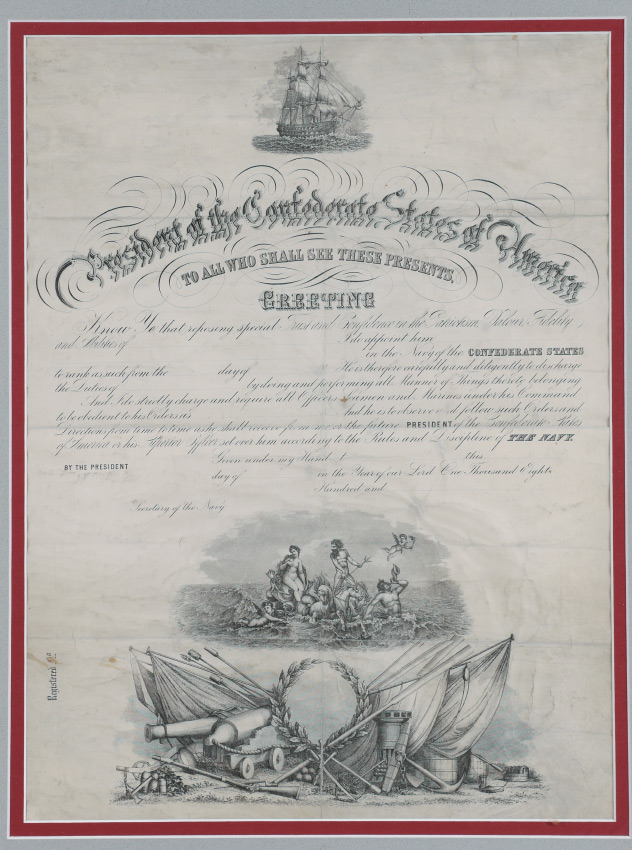 President of the Confederate States of America
TO ALL WHO SHALL SEE THESE PRESENTS,
GREETING
Know Ye that reposing special Trust and Confidence in the Patriotism Valour Fidelity,
and Abilities of I do appoint him
in the Navy of the CONFEDERATE STATES
to rank as such from the day of He is therefore carefully and diligently to discharge
the Duties of by doing and performing all Manner of Things thereto belonging
And I do strictly charge and require all Officers Seamen and Marines under his Command
to be obedient to his Orders as And he is to observe and follow such Orders and
Directions from time to time as he shall receive from me or the future PRESIDENT of the Confederate States
of America or his Superior Officer set over him according to the Rules and Discipline of THE NAVY.
Given under my Hand at this.
BY THE PRESIDENT
day of in the Year of our Lord One Thousand Eight
Hundred and
Secretary of the Navy
Registered